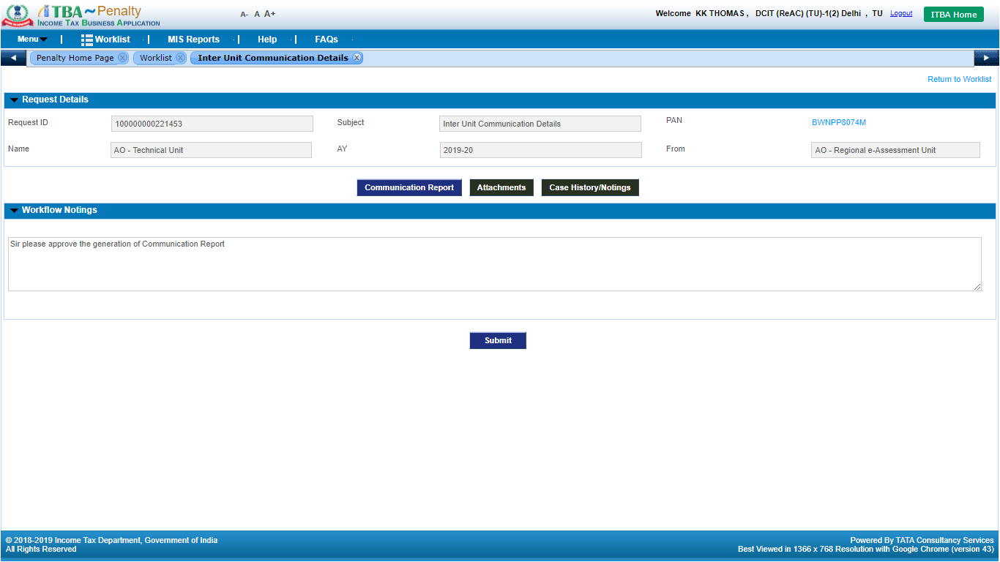 iTBA ~ Penalty
INCOME TAX BUSINESS APPLICATION
A- A A+
Welcome KK THOMAS , DCIT (ReAC) (TU)-1(2) Delhi , TU Logout ITBA Home
Menu | Worklist | MIS Reports | Help | FAQs
Penalty Home Page Worklist Inter Unit Communication Details
Return to Worklist
Request Details
Request ID 100000000221453 Subject Inter Unit Communication Details PAN BWNPP8074M
Name AO - Technical Unit AY 2019-20 From AO - Regional e-Assessment Unit
Communication Report Attachments Case History/Notings
Workflow Notings
Sir please approve the generation of Communication Report
Submit
© 2018-2019 Income Tax Department, Government of India
All Rights Reserved
Powered By TATA Consultancy Services
Best Viewed in 1366 x 768 Resolution with Google Chrome (version 43)